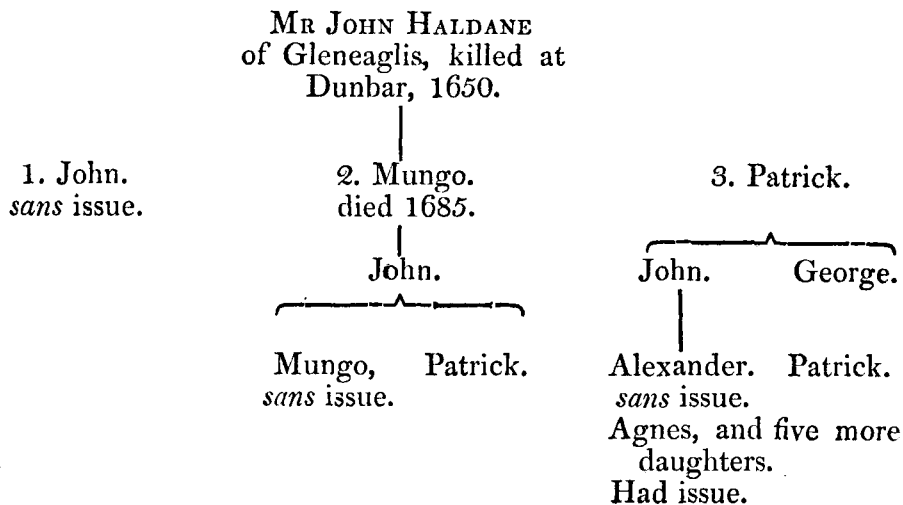 MR JOHN HALDANE
of Gleneaglis, killed at
Dunbar, 1650.
1. John.
sans issue.
2. Mungo.
died 1685.
3. Patrick.
John.
John. George.
Mungo, Patrick.
sans issue.
Alexander. Patrick.
sans issue.
Agnes, and five more
daughters.
Had issue.